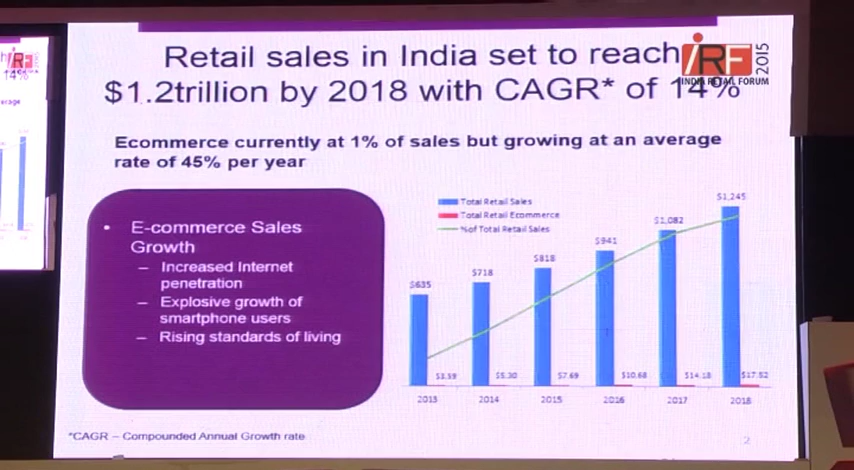 Retail sales in India set to reach
$1.2trillion by 2018 with CAGR* of 14%
iRF 2015
INDIA RETAIL FORUM
Ecommerce currently at 1% of sales but growing at an average
rate of 45% per year
• E-commerce Sales
Growth
– Increased Internet
penetration
– Explosive growth of
smartphone users
– Rising standards of living
Total Retail Sales
Total Retail Ecommerce
%of Total Retail Sales
$635
$718
$818
$941
$1,082
$1,245
$3.59
$5.30
$7.69
$10.68
$14.18
$17.52
2013
2014
2015
2016
2017
2018
*CAGR – Compounded Annual Growth rate
2